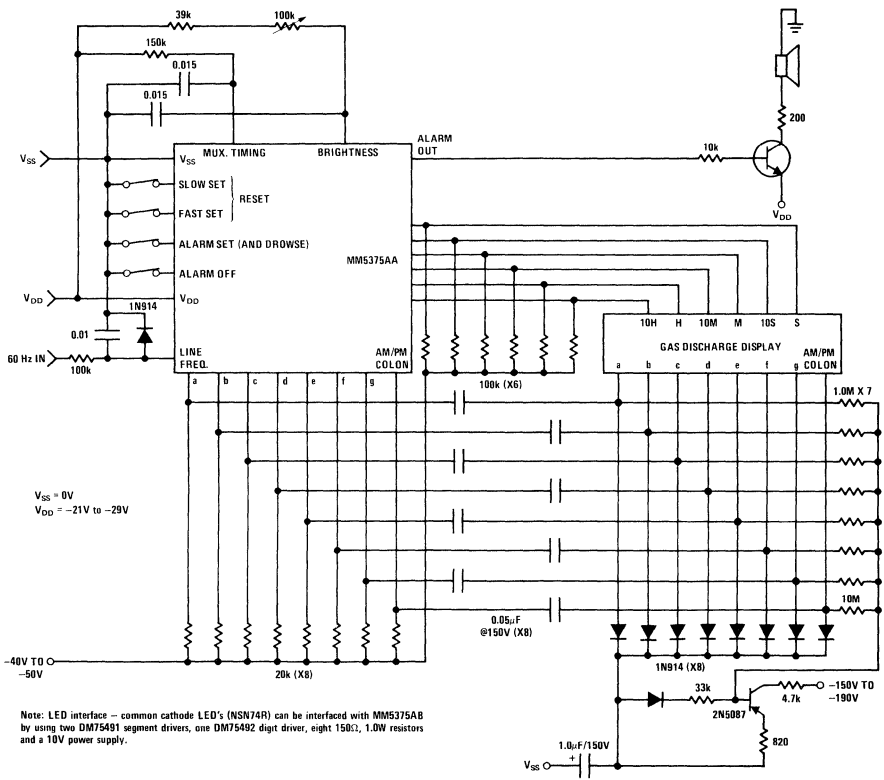 39k
100k
150k
0.015
0.015
MUX. TIMING
BRIGHTNESS
ALARM
OUT
VSS
VSS
10k
200
VDD
SLOW SET
RESET
FAST SET
ALARM SET (AND DROWSE)
MM5375AA
ALARM OFF
VDD
VDD
1N914
0.01
60 Hz IN
100k
LINE
FREQ.
AM/PM
COLON
a b c d e f g
100k (X6)
10H H 10M M 10S S
GAS DISCHARGE DISPLAY
AM/PM
COLON
a b c d e f g
1.0M X 7
VSS = 0V
VDD = –21V to –29V
10M
0.05µF
@150V (X8)
–40V TO
–50V
20k (X8)
1N914 (X8)
33k
2N5087
4.7k
–150V TO
–190V
820
1.0µF/150V
+
VSS
Note: LED interface – common cathode LED's (NSN74R) can be interfaced with MM5375AB
by using two DM75491 segment drivers, one DM75492 digit driver, eight 150Ω, 1.0W resistors
and a 10V power supply.